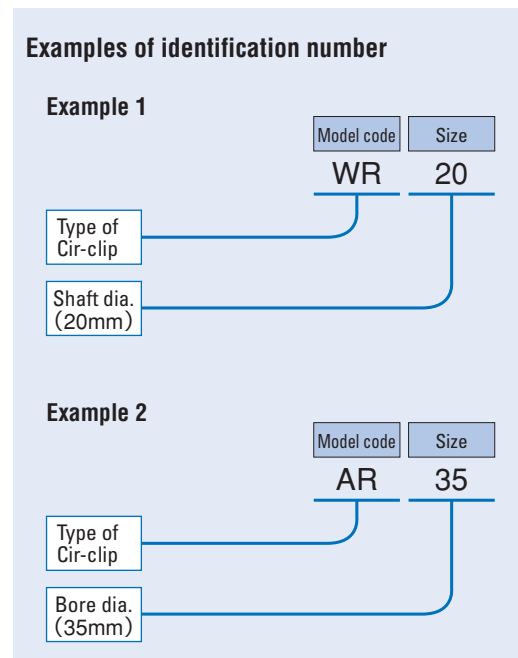 Examples of identification number
Example 1
Model code Size
WR 20
Type of
Cir-clip
Shaft dia.
(20mm)
Example 2
Model code Size
AR 35
Type of
Cir-clip
Bore dia.
(35mm)